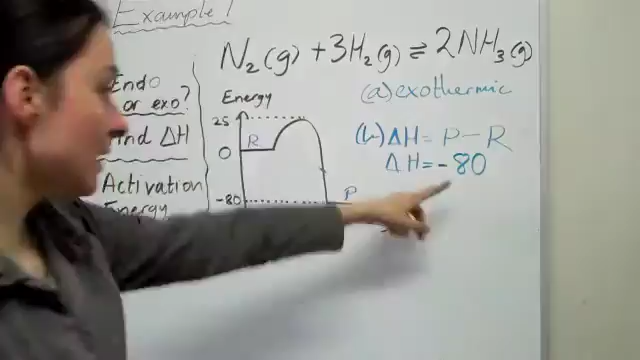 Example 1
N₂(g) + 3H₂(g) ⇌ 2NH₃(g)
Endo
or exo?
Find ΔH
Activation
Energy
Energy
25
R
0
-80
P
(a) exothermic
(b) ΔH = P - R
ΔH = -80